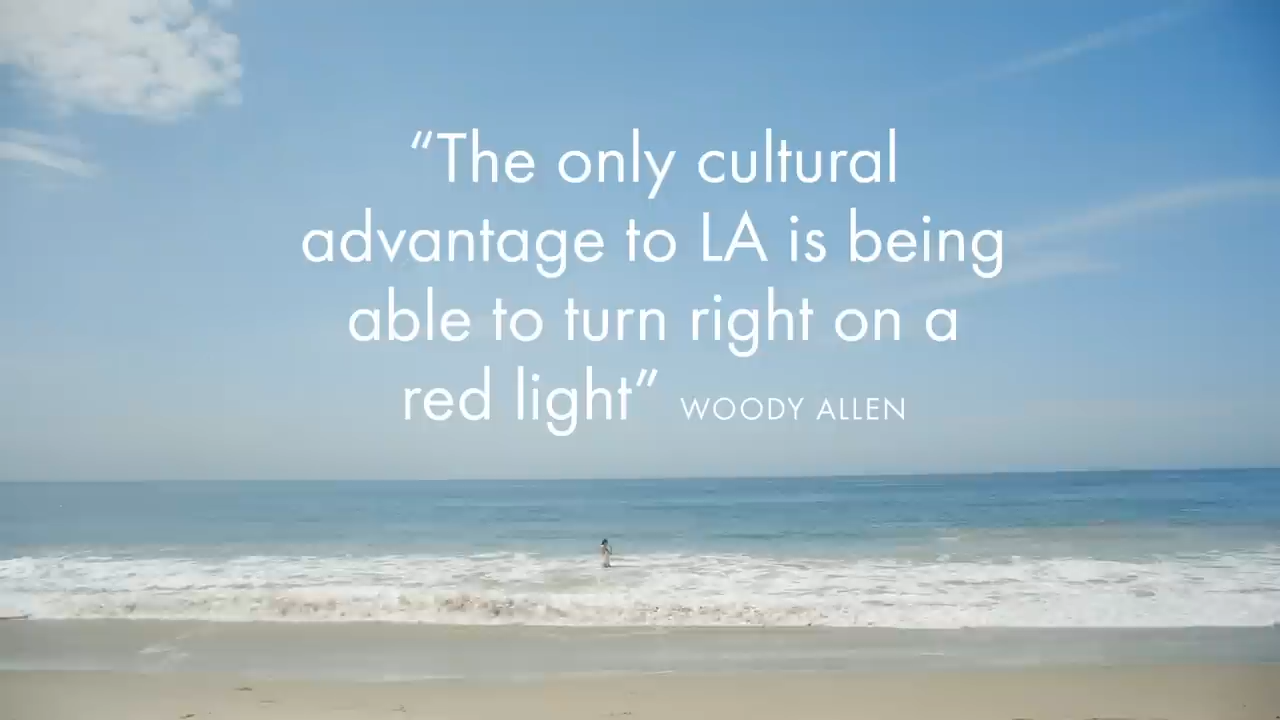 “The only cultural
advantage to LA is being
able to turn right on a
red light” WOODY ALLEN